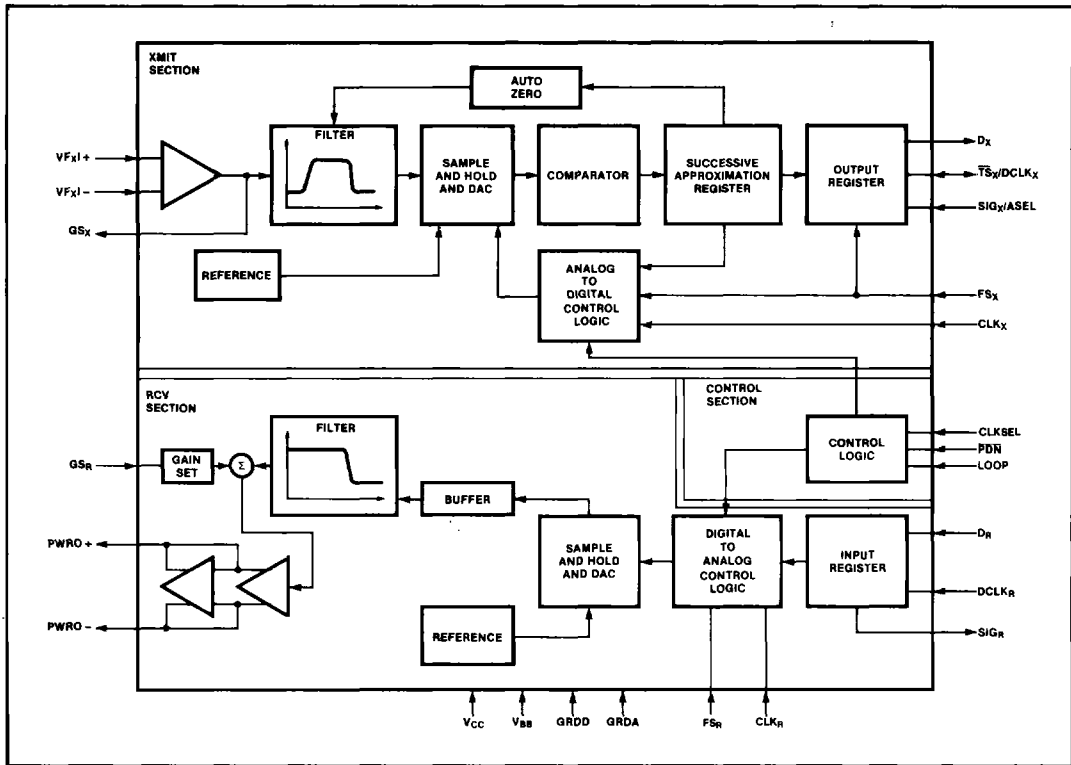 XMIT
SECTION
AUTO
ZERO
FILTER
VFXI+
VFXI−
GSX
SAMPLE
AND HOLD
AND DAC
COMPARATOR
SUCCESSIVE
APPROXIMATION
REGISTER
OUTPUT
REGISTER
DX
T̅S̅X/DCLKX
SIGX/ASEL
REFERENCE
ANALOG
TO
DIGITAL
CONTROL
LOGIC
FSX
CLKX
RCV
SECTION
CONTROL
SECTION
FILTER
GSR
GAIN
SET
Σ
BUFFER
CONTROL
LOGIC
CLKSEL
P̅D̅N̅
LOOP
PWRO+
PWRO−
SAMPLE
AND HOLD
AND DAC
DIGITAL
TO
ANALOG
CONTROL
LOGIC
INPUT
REGISTER
DR
DCLKR
SIGR
REFERENCE
VCC
VBB
GRDD
GRDA
FSR
CLKR